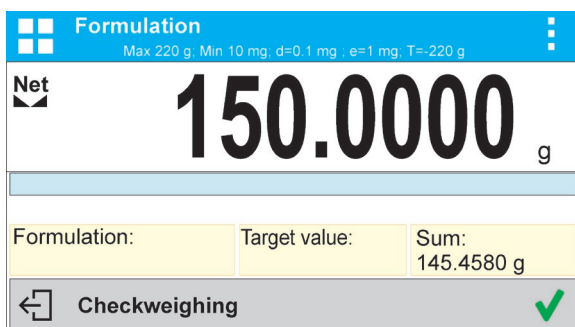 Formulation
Max 220 g; Min 10 mg; d=0.1 mg ; e=1 mg; T=-220 g
Net
150.0000 g
Formulation:
Target value:
Sum:
145.4580 g
Checkweighing